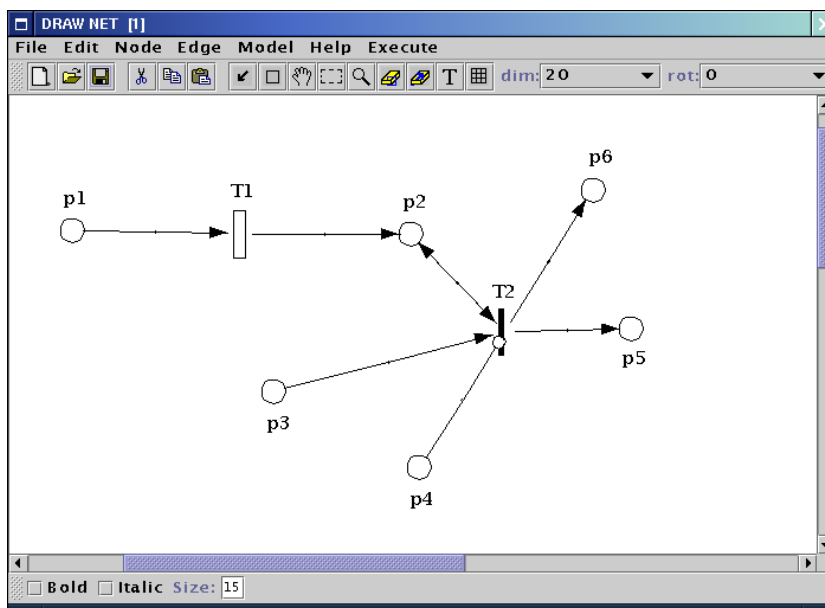 DRAW NET [1]
File Edit Node Edge Model Help Execute
T dim: 20 rot: 0
p6
p1
T1
p2
T2
p5
p3
p4
Bold Italic Size: 15